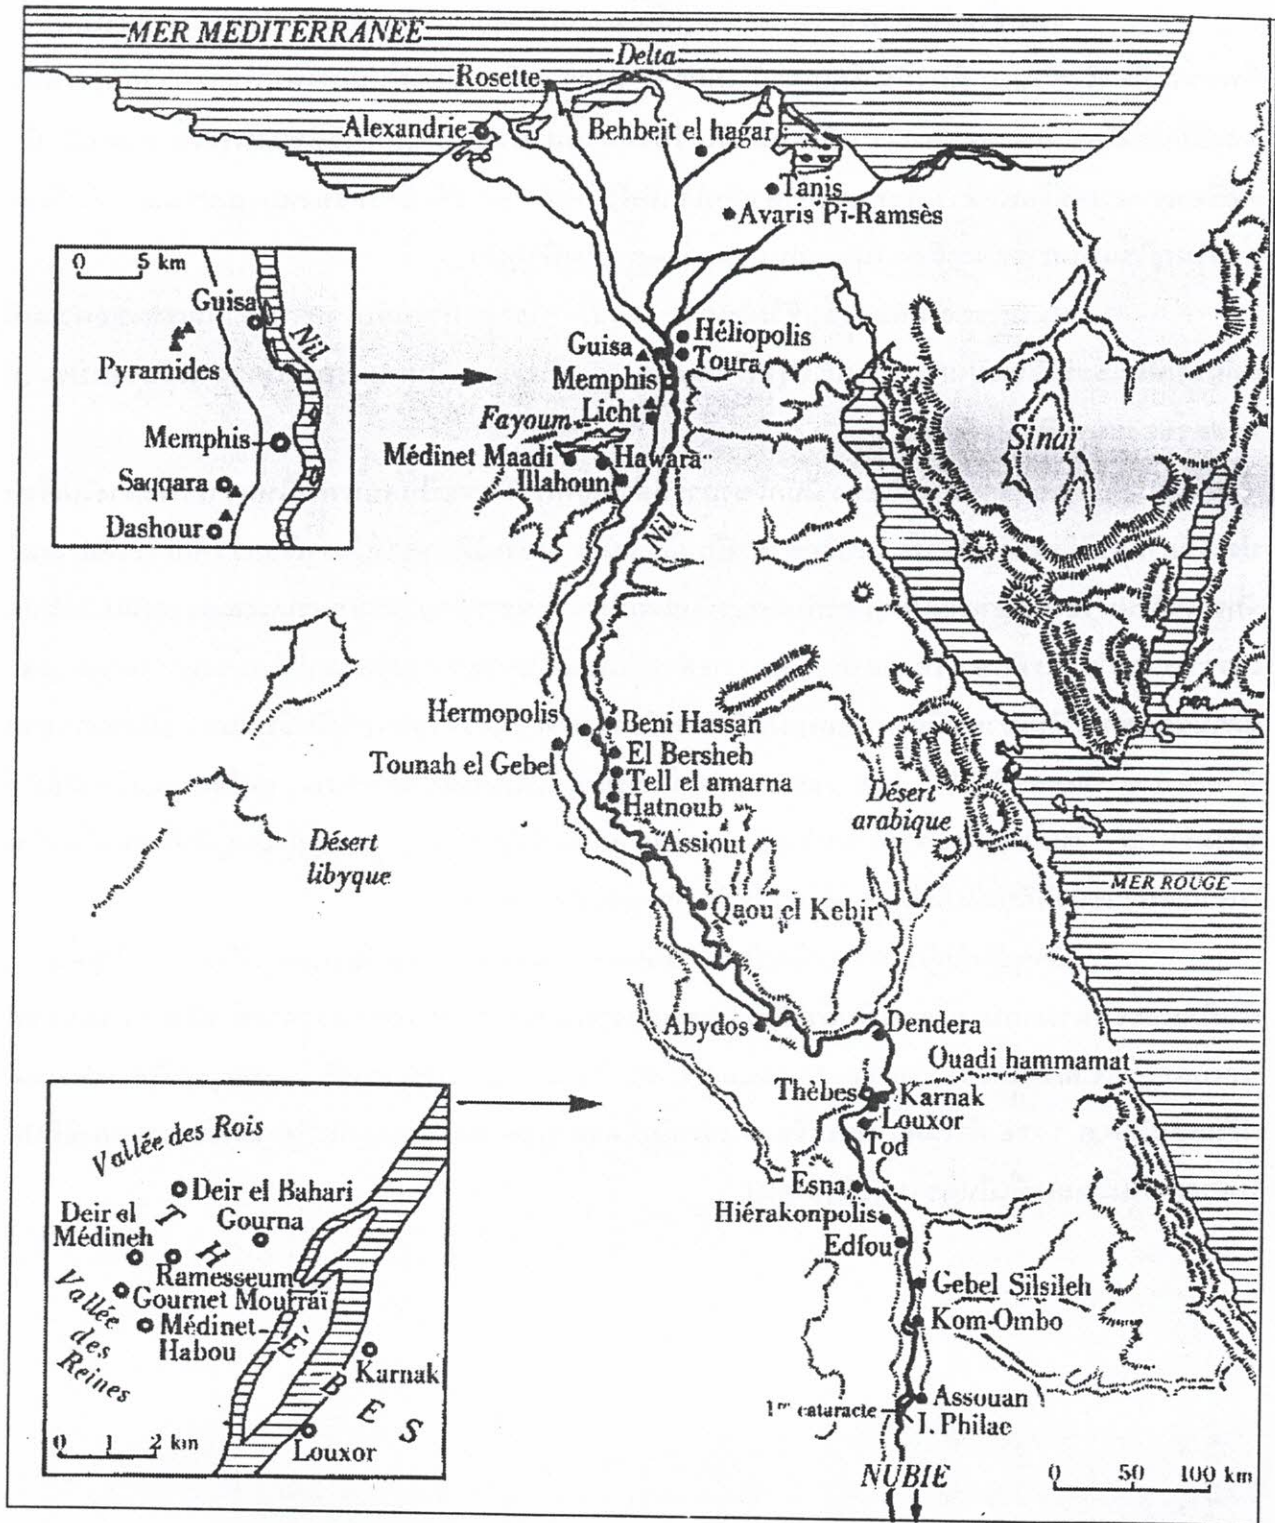 MER MEDITERRANÉE
Delta
Rosette
Alexandrie
Behbeit el hagar
Tanis
Avaris Pi-Ramsès
0 5 km
Guisa
Nil
Pyramides
Memphis
Saqqara
Dashour
Héliopolis
Guisa
Toura
Memphis
Licht
Fayoum
Médinet Maadi
Hawara
Illahoun
Nil
Sinaï
Hermopolis
Beni Hassan
Tounah el Gebel
El Bersheh
Tell el amarna
Hatnoub
Désert
arabique
Assiout
Désert
libyque
MER ROUGE
Qaou el Kebir
Abydos
Dendera
Ouadi hammamat
Thèbes
Karnak
Louxor
Tod
Esna
Hiérakonpolis
Edfou
Gebel Silsileh
Kom-Ombo
Assouan
1re cataracte
I. Philae
NUBIE
0 50 100 km
Vallée des Rois
Deir el Bahari
Deir el
Médineh
Gourna
Ramesseum
Gournet Mourraï
Vallée
des
Reines
Médinet
Habou
THÈBES
Karnak
Louxor
0 1 2 km